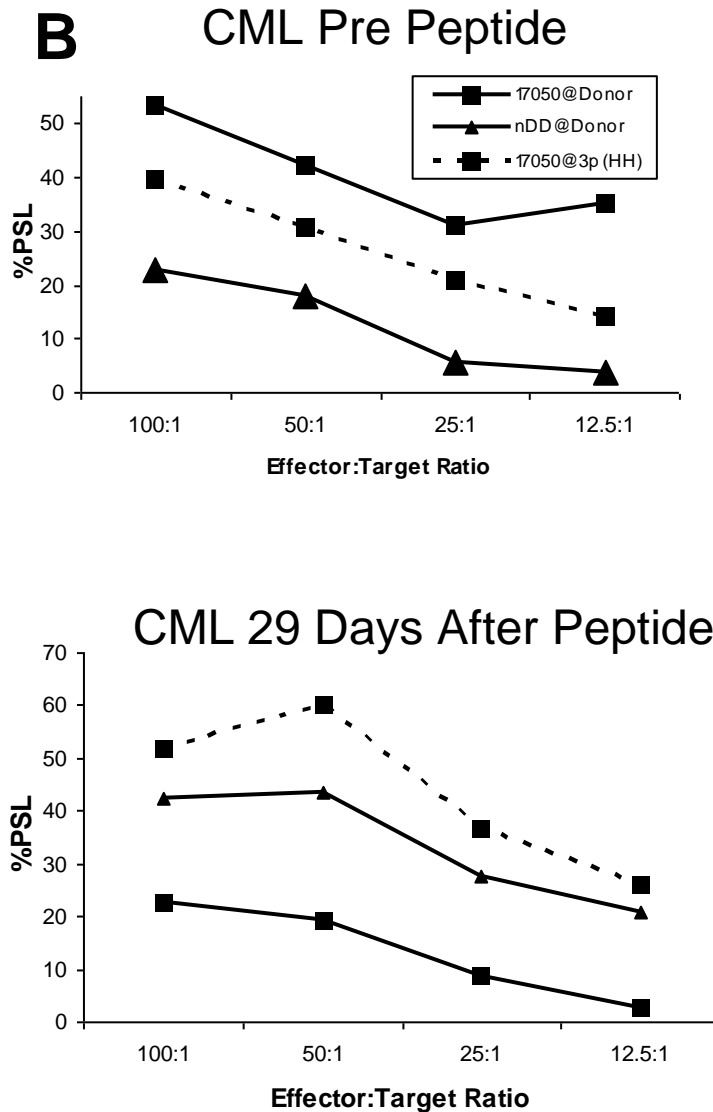 B
CML Pre Peptide
17050@Donor
nDD@Donor
17050@3p (HH)
%PSL
50
40
30
20
10
0
100:1 50:1 25:1 12.5:1
Effector:Target Ratio
CML 29 Days After Peptide
%PSL
70
60
50
40
30
20
10
0
100:1 50:1 25:1 12.5:1
Effector:Target Ratio